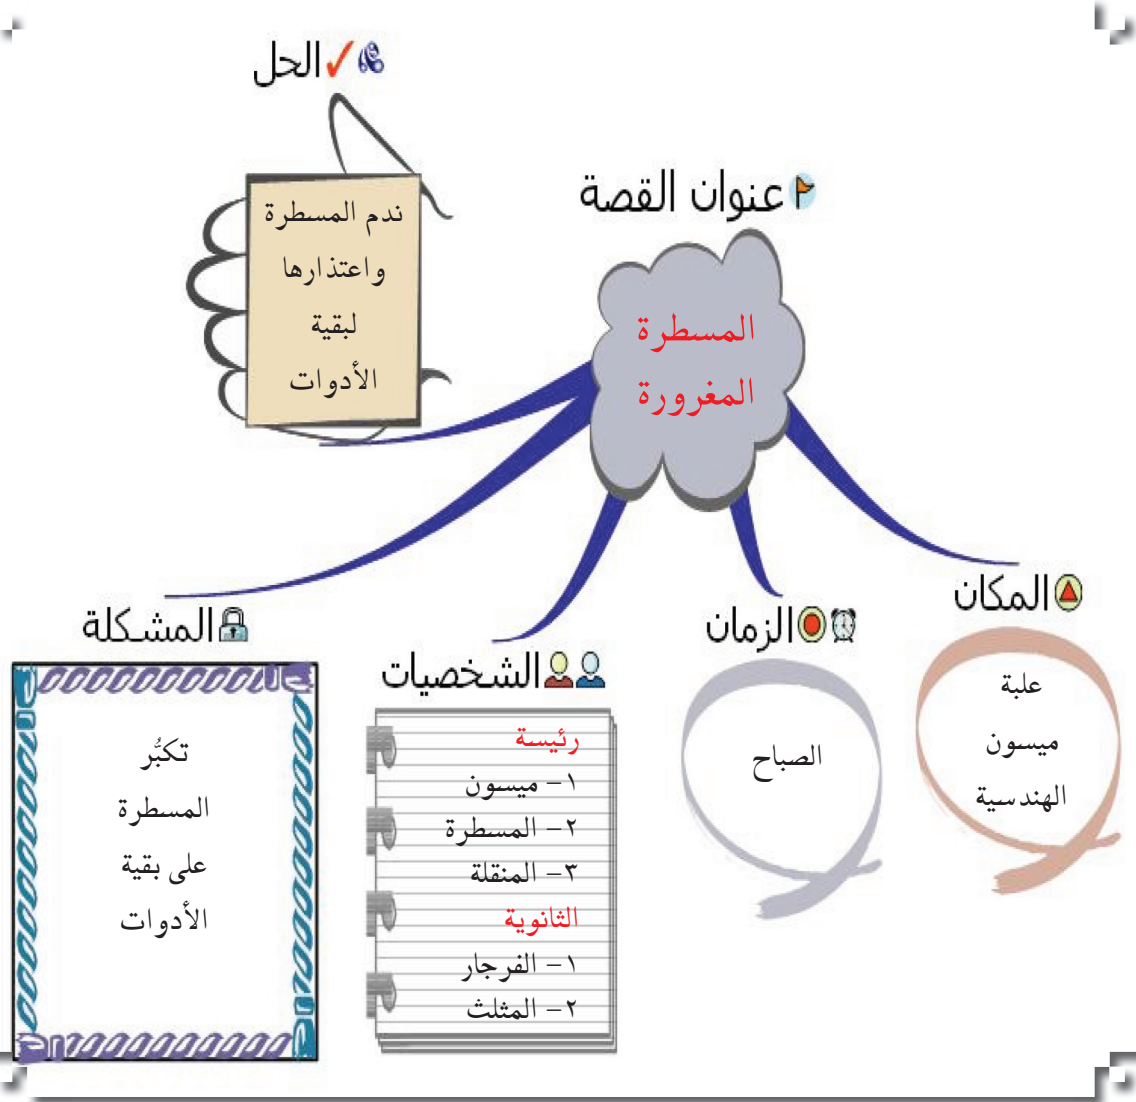 عنوان القصة
المسطرة
المغرورة
المكان
علبة
ميسون
الهندسية
الزمان
الصباح
الشخصيات
رئيسة
١- ميسون
٢- المسطرة
٣- المنقلة
الثانوية
١- الفرجار
٢- المثلث
المشكلة
تكبُّر
المسطرة
على بقية
الأدوات
الحل
ندم المسطرة
واعتذارها
لبقية
الأدوات